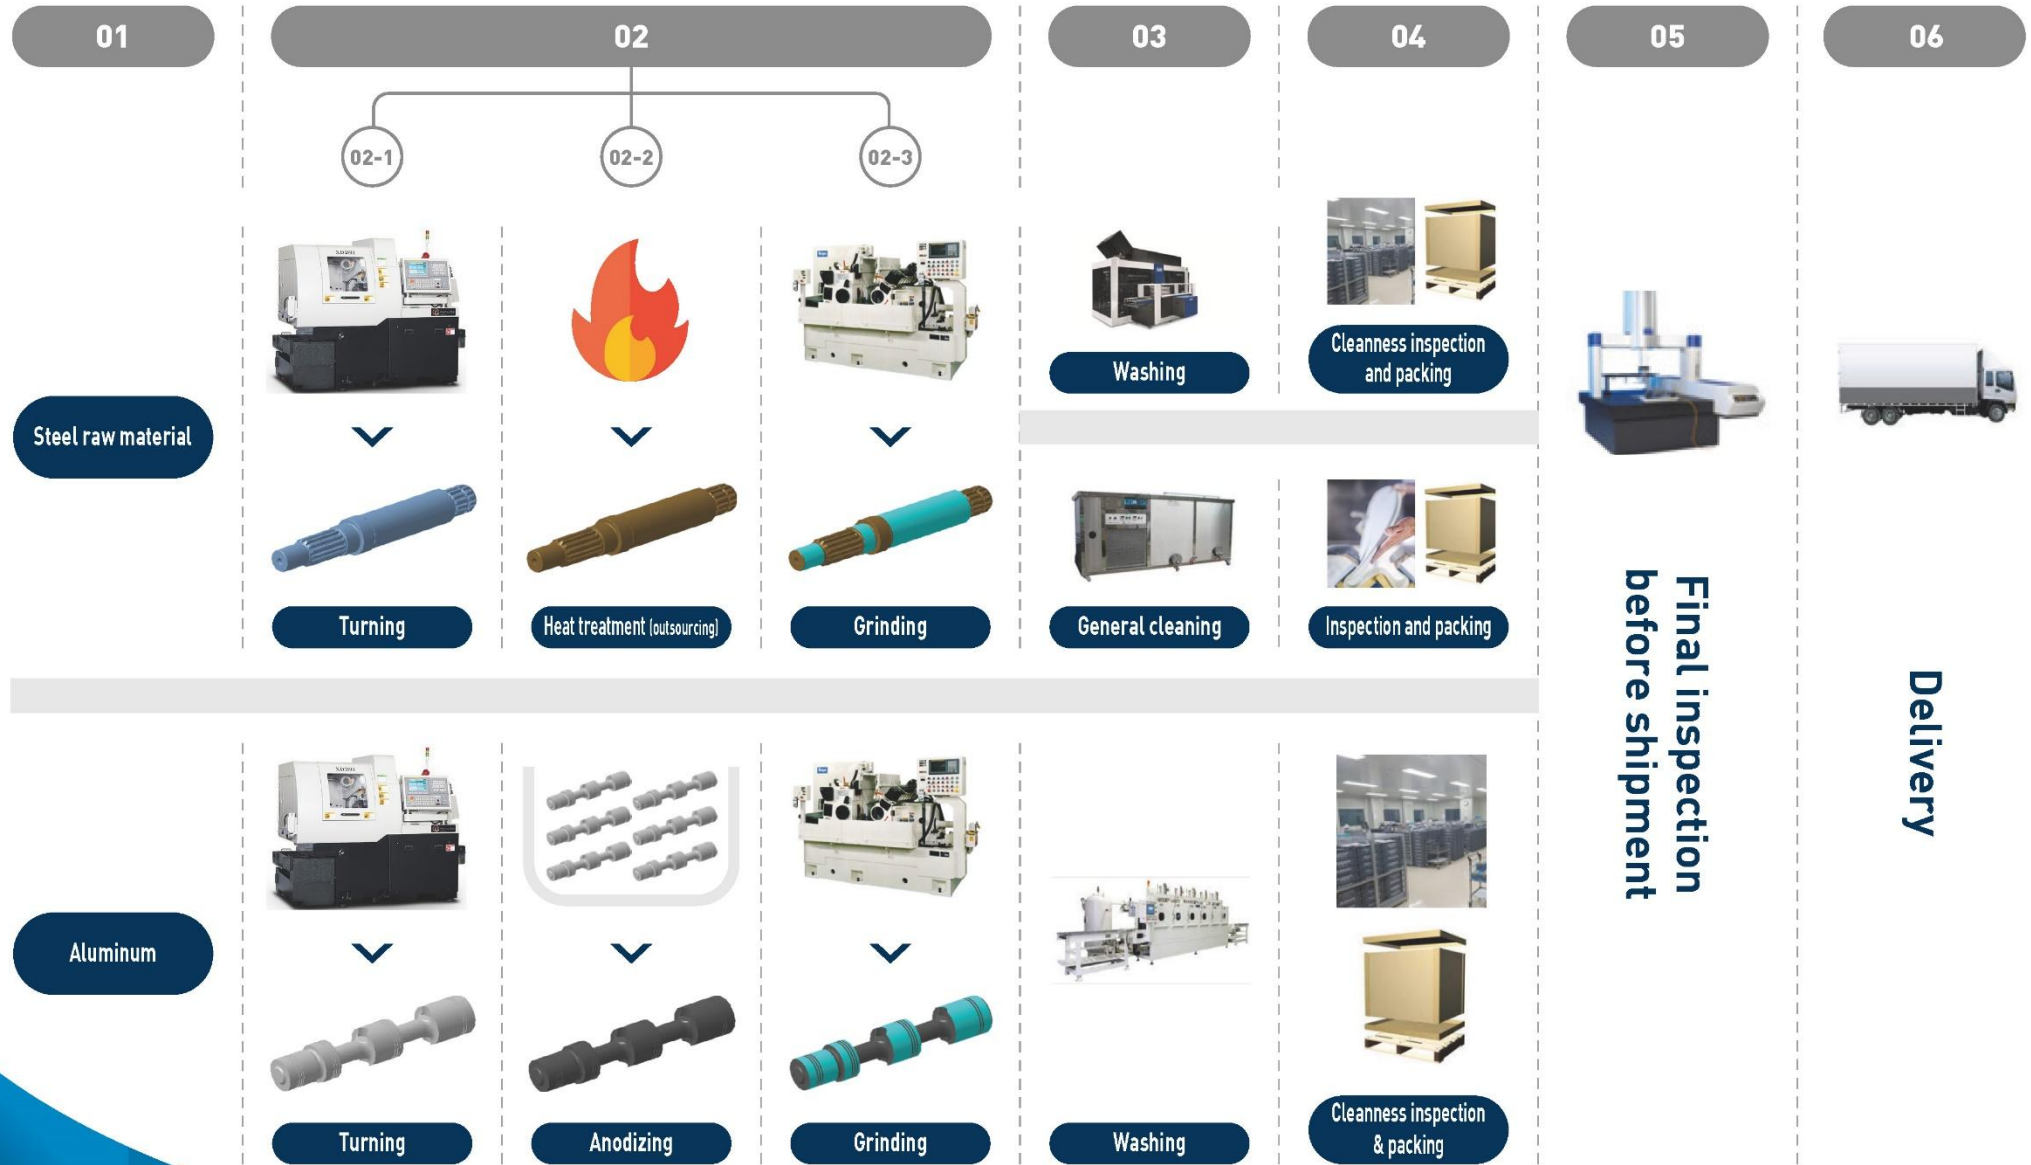 01
02
03
04
05
06
02-1
02-2
02-3
Steel raw material
Turning
Heat treatment (outsourcing)
Grinding
Washing
Cleanness inspection
and packing
General cleaning
Inspection and packing
Aluminum
Turning
Anodizing
Grinding
Washing
Cleanness inspection
& packing
Final inspection
before shipment
Delivery